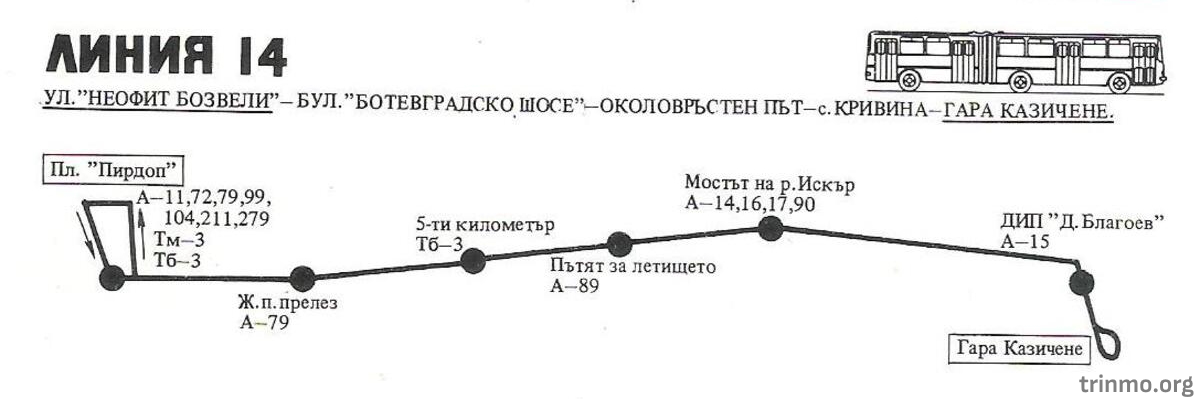 ЛИНИЯ 14
УЛ."НЕОФИТ БОЗВЕЛИ"–БУЛ."БОТЕВГРАДСКО ШОСЕ"–ОКОЛОВРЪСТЕН ПЪТ–с. КРИВИНА–ГАРА КАЗИЧЕНЕ.
Пл. "Пирдоп"
А–11,72,79,99,
104,211,279
Тм–3
Тб–3
Ж.п.прелез
А–79
5-ти километър
Тб–3
Пътят за летището
А–89
Мостът на р.Искър
А–14,16,17,90
ДИП "Д.Благоев"
А–15
Гара Казичене
trinmo.org